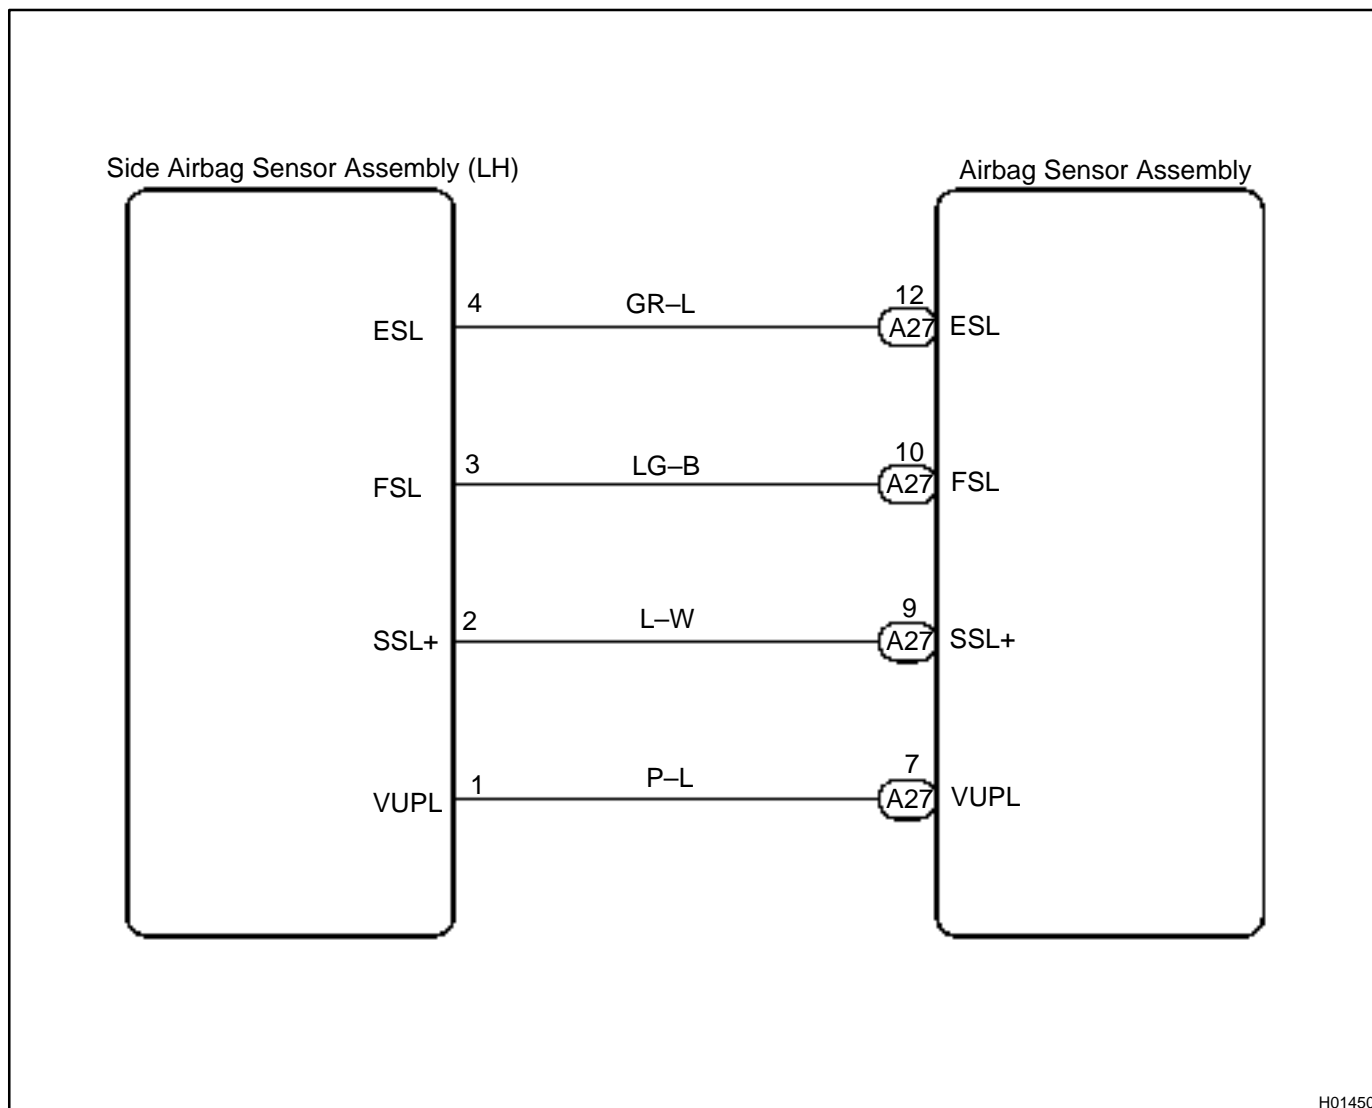 Side Airbag Sensor Assembly (LH)
Airbag Sensor Assembly
4 GR–L 12
ESL A27 ESL
3 LG–B 10
FSL A27 FSL
2 L–W 9
SSL+ A27 SSL+
1 P–L 7
VUPL A27 VUPL
H01450